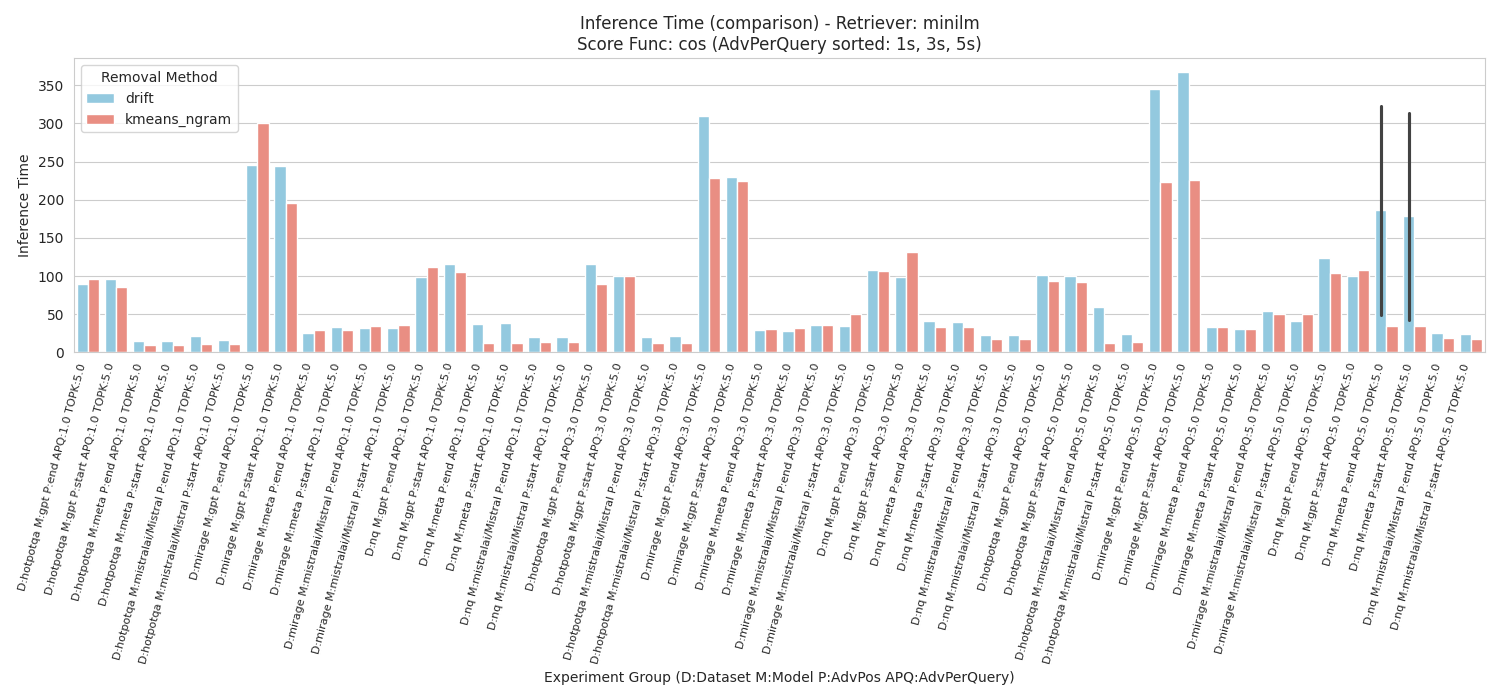 Inference Time (comparison) - Retriever: minilm
Score Func: cos (AdvPerQuery sorted: 1s, 3s, 5s)
Removal Method
drift
kmeans_ngram
Inference Time
350
300
250
200
150
100
50
0
D:hotpotqa M:gpt P:end APQ:1.0 TOPK:5.0
D:hotpotqa M:gpt P:start APQ:1.0 TOPK:5.0
D:hotpotqa M:meta P:end APQ:1.0 TOPK:5.0
D:hotpotqa M:meta P:start APQ:1.0 TOPK:5.0
D:hotpotqa M:mistralai/Mistral P:end APQ:1.0 TOPK:5.0
D:hotpotqa M:mistralai/Mistral P:start APQ:1.0 TOPK:5.0
D:mirage M:gpt P:end APQ:1.0 TOPK:5.0
D:mirage M:gpt P:start APQ:1.0 TOPK:5.0
D:mirage M:meta P:end APQ:1.0 TOPK:5.0
D:mirage M:meta P:start APQ:1.0 TOPK:5.0
D:mirage M:mistralai/Mistral P:end APQ:1.0 TOPK:5.0
D:mirage M:mistralai/Mistral P:start APQ:1.0 TOPK:5.0
D:nq M:gpt P:end APQ:1.0 TOPK:5.0
D:nq M:gpt P:start APQ:1.0 TOPK:5.0
D:nq M:meta P:end APQ:1.0 TOPK:5.0
D:nq M:meta P:start APQ:1.0 TOPK:5.0
D:nq M:mistralai/Mistral P:end APQ:1.0 TOPK:5.0
D:nq M:mistralai/Mistral P:start APQ:1.0 TOPK:5.0
D:hotpotqa M:gpt P:end APQ:3.0 TOPK:5.0
D:hotpotqa M:gpt P:start APQ:3.0 TOPK:5.0
D:hotpotqa M:mistralai/Mistral P:end APQ:3.0 TOPK:5.0
D:hotpotqa M:mistralai/Mistral P:start APQ:3.0 TOPK:5.0
D:mirage M:gpt P:end APQ:3.0 TOPK:5.0
D:mirage M:gpt P:start APQ:3.0 TOPK:5.0
D:mirage M:meta P:end APQ:3.0 TOPK:5.0
D:mirage M:meta P:start APQ:3.0 TOPK:5.0
D:mirage M:mistralai/Mistral P:end APQ:3.0 TOPK:5.0
D:mirage M:mistralai/Mistral P:start APQ:3.0 TOPK:5.0
D:nq M:gpt P:end APQ:3.0 TOPK:5.0
D:nq M:gpt P:start APQ:3.0 TOPK:5.0
D:nq M:meta P:end APQ:3.0 TOPK:5.0
D:nq M:meta P:start APQ:3.0 TOPK:5.0
D:nq M:mistralai/Mistral P:end APQ:3.0 TOPK:5.0
D:nq M:mistralai/Mistral P:start APQ:3.0 TOPK:5.0
D:hotpotqa M:gpt P:end APQ:5.0 TOPK:5.0
D:hotpotqa M:gpt P:start APQ:5.0 TOPK:5.0
D:hotpotqa M:mistralai/Mistral P:end APQ:5.0 TOPK:5.0
D:hotpotqa M:mistralai/Mistral P:start APQ:5.0 TOPK:5.0
D:mirage M:gpt P:end APQ:5.0 TOPK:5.0
D:mirage M:gpt P:start APQ:5.0 TOPK:5.0
D:mirage M:meta P:end APQ:5.0 TOPK:5.0
D:mirage M:meta P:start APQ:5.0 TOPK:5.0
D:mirage M:mistralai/Mistral P:end APQ:5.0 TOPK:5.0
D:mirage M:mistralai/Mistral P:start APQ:5.0 TOPK:5.0
D:nq M:gpt P:end APQ:5.0 TOPK:5.0
D:nq M:gpt P:start APQ:5.0 TOPK:5.0
D:nq M:meta P:end APQ:5.0 TOPK:5.0
D:nq M:meta P:start APQ:5.0 TOPK:5.0
D:nq M:mistralai/Mistral P:end APQ:5.0 TOPK:5.0
D:nq M:mistralai/Mistral P:start APQ:5.0 TOPK:5.0
Experiment Group (D:Dataset M:Model P:AdvPos APQ:AdvPerQuery)